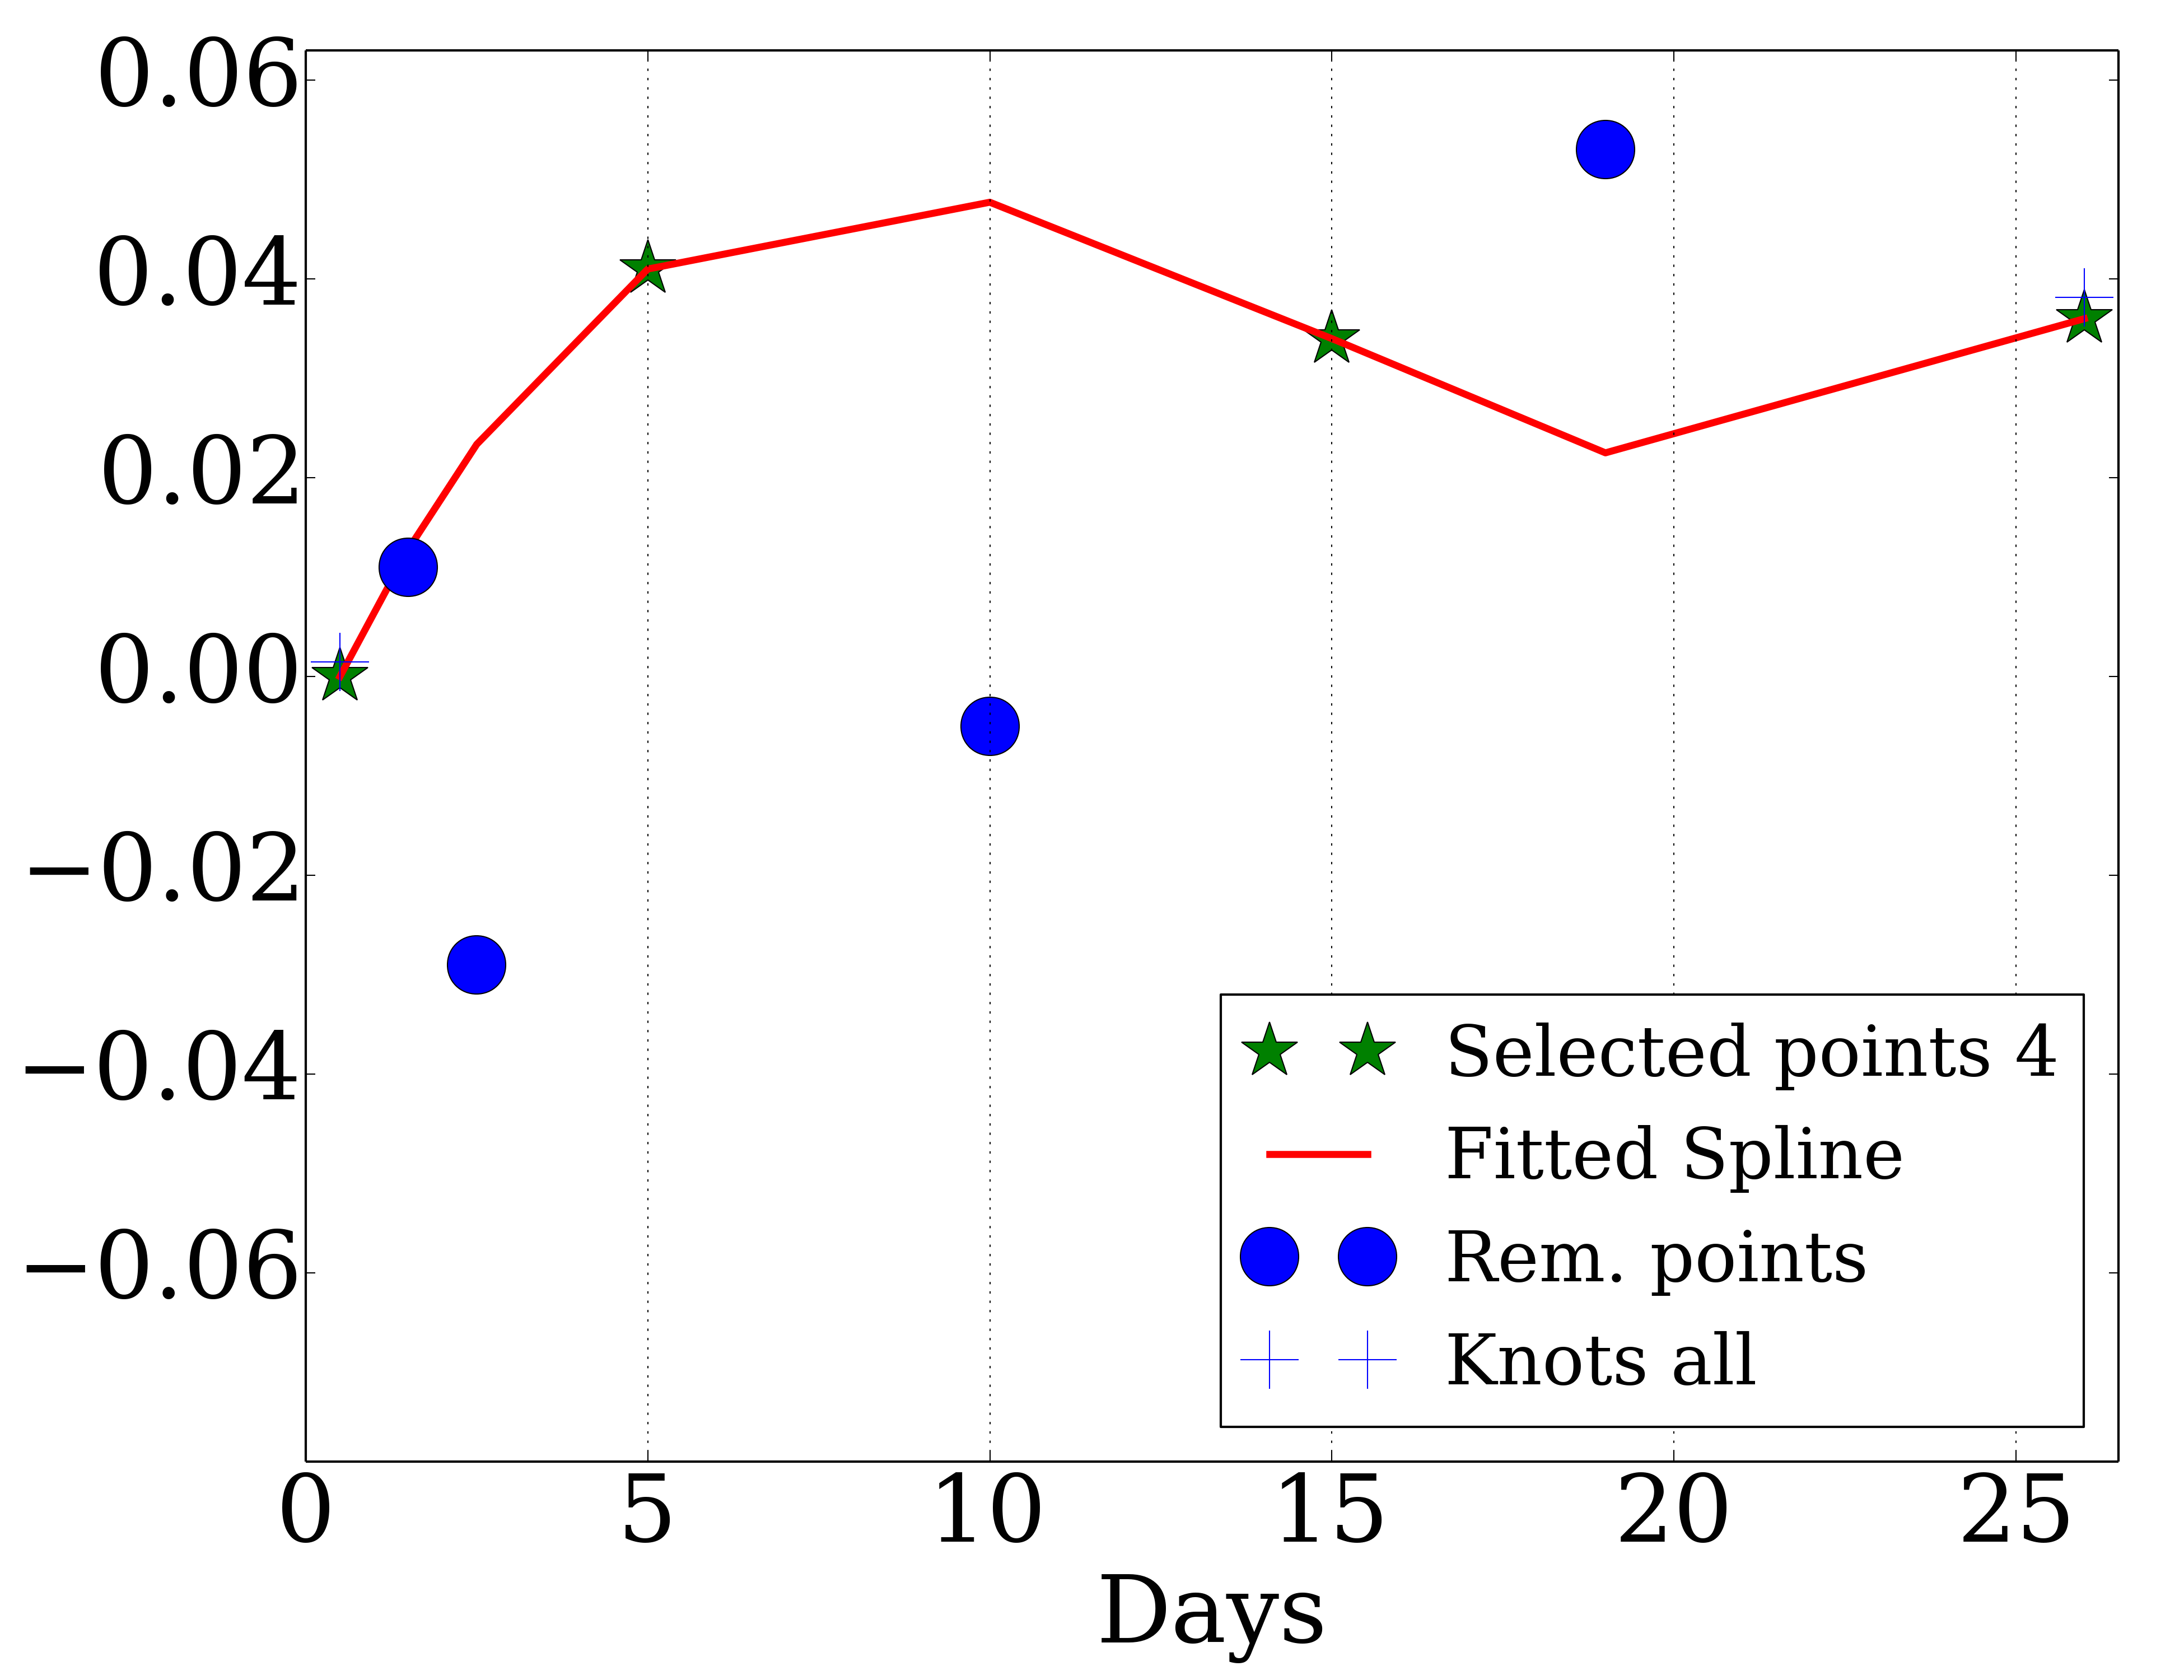 0.06
0.04
0.02
0.00
−0.02
−0.04
−0.06
Selected points 4
Fitted Spline
Rem. points
Knots all
0 5 10 15 20 25
Days